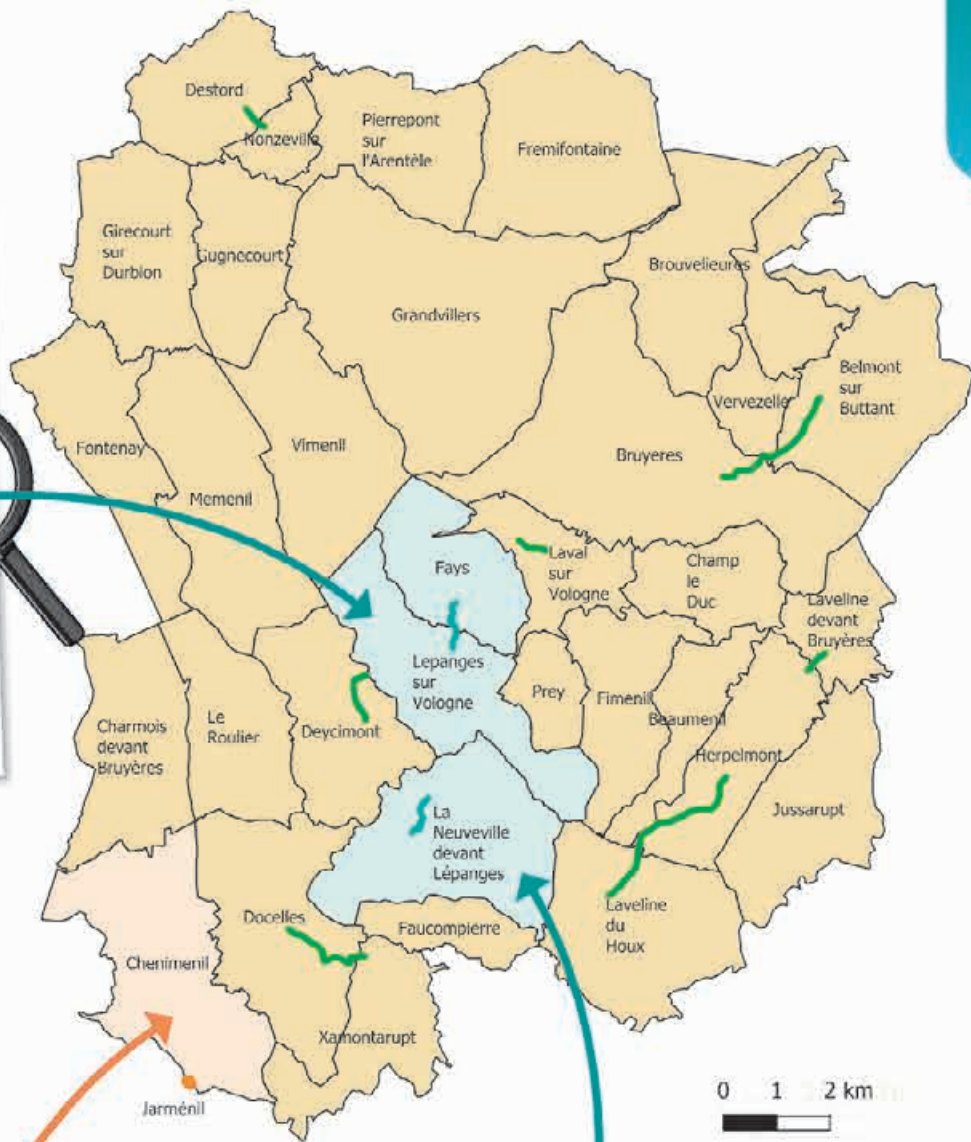 Destord
Nonzeville
Pierrepont
sur
l'Arentèle
Fremifontaine
Girecourt
sur
Durbion
Gugnecourt
Brouvelieures
Grandvillers
Belmont
sur
Buttant
Vervezelle
Fontenay
Vimenil
Bruyeres
Memenil
Fays
Laval
sur
Vologne
Champ
le
Duc
Laveline
devant
Bruyères
Lepanges
sur
Vologne
Prey
Fimenil
Beaumenil
Charmois
devant
Bruyères
Le
Roulier
Deycimont
Herpelmont
Jussarupt
La
Neuveville
devant
Lépanges
Docelles
Faucompierre
Laveline
du
Houx
Chenimenil
Xamontarupt
Jarménil
0 1 2 km